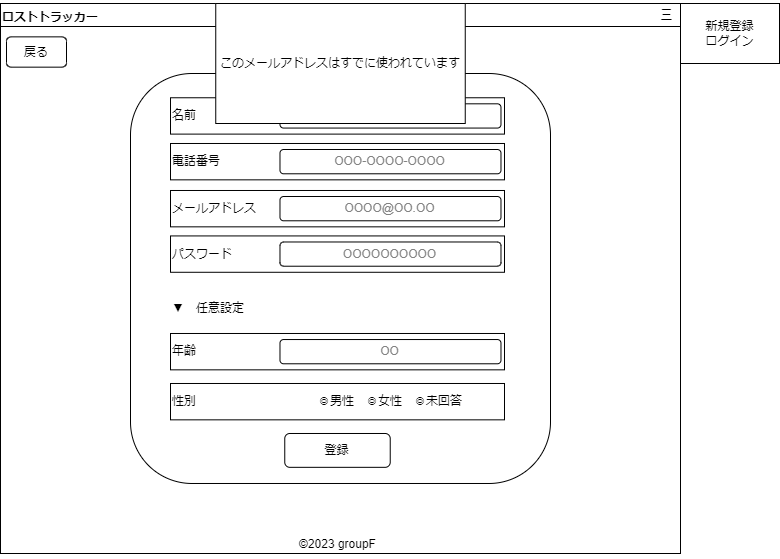 ロストトラッカー
三
新規登録
ログイン
戻る
このメールアドレスはすでに使われています
名前
電話番号 OOO-OOOO-OOOO
メールアドレス OOOO@OO.OO
パスワード OOOOOOOOOO
▼ 任意設定
年齢 OO
性別 ◎男性 ◎女性 ◎未回答
登録
©2023 groupF